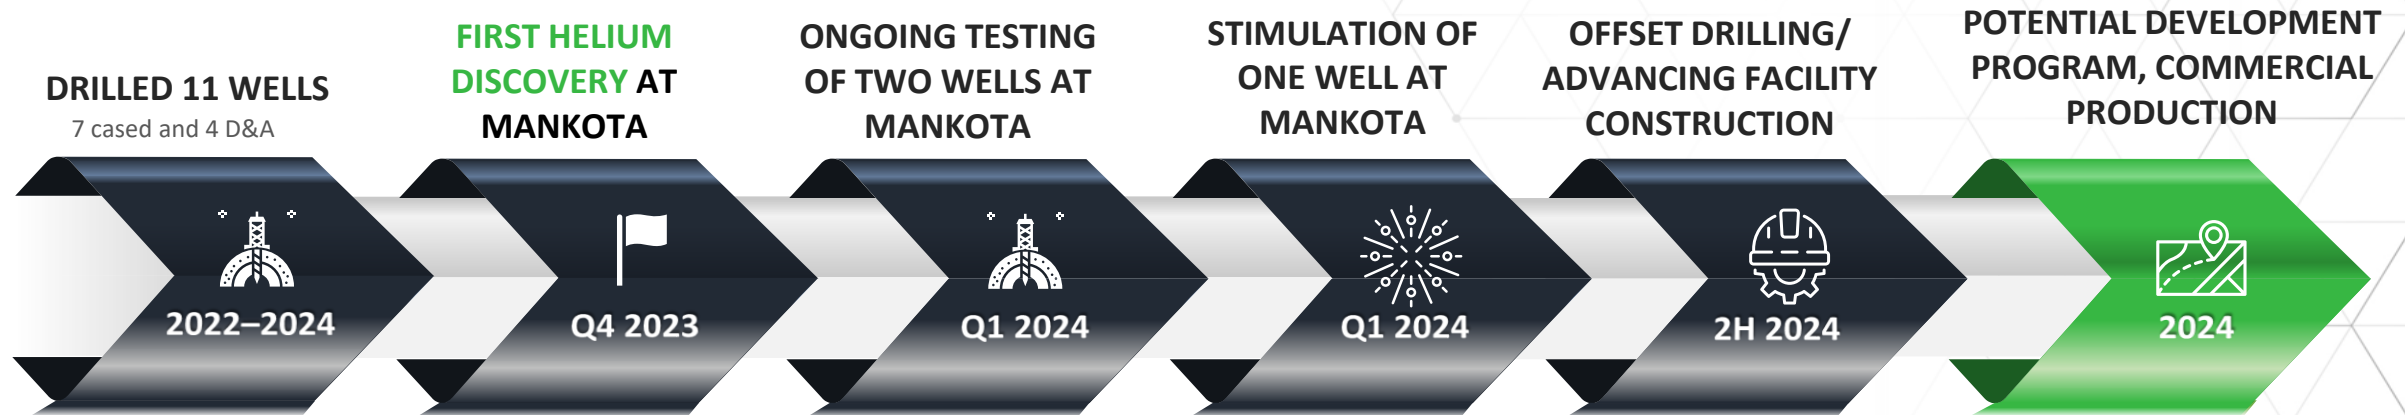 DRILLED 11 WELLS
7 cased and 4 D&A
2022–2024
FIRST HELIUM
DISCOVERY AT
MANKOTA
Q4 2023
ONGOING TESTING
OF TWO WELLS AT
MANKOTA
Q1 2024
STIMULATION OF
ONE WELL AT
MANKOTA
Q1 2024
OFFSET DRILLING/
ADVANCING FACILITY
CONSTRUCTION
2H 2024
POTENTIAL DEVELOPMENT
PROGRAM, COMMERCIAL
PRODUCTION
2024